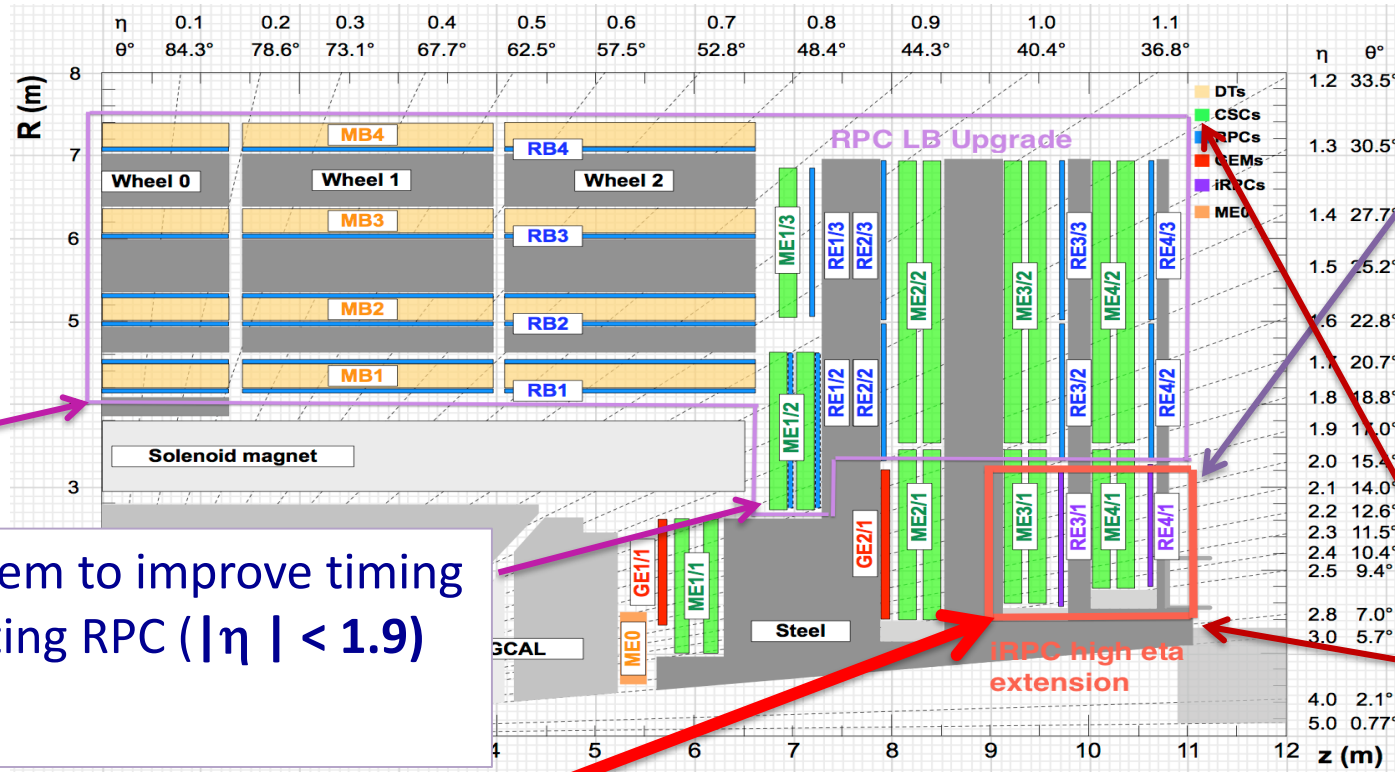 η 0.1 0.2 0.3 0.4 0.5 0.6 0.7 0.8 0.9 1.0 1.1
θ° 84.3° 78.6° 73.1° 67.7° 62.5° 57.5° 52.8° 48.4° 44.3° 40.4° 36.8° η θ°
R (m)
8
7
6
5
3
1.2 33.5°
1.3 30.5°
1.4 27.7°
1.5 25.2°
1.6 22.8°
1.7 20.7°
1.8 18.8°
1.9 17.0°
2.0 15.4°
2.1 14.0°
2.2 12.6°
2.3 11.5°
2.4 10.4°
2.5 9.4°
2.8 7.0°
3.0 5.7°
4.0 2.1°
5.0 0.77°
DTs
CSCs
RPCs
GEMs
iRPCs
ME0
RPC LB Upgrade
MB4
RB4
Wheel 0 Wheel 1 Wheel 2
MB3
RB3
MB2
RB2
MB1
RB1
Solenoid magnet
ME1/3
RE1/3
RE2/3
ME2/2
ME3/2
RE3/3
ME4/2
RE4/3
ME1/2
RE1/2
RE2/2
RE3/2
RE4/2
GE1/1
ME1/1
ME0
GE2/1
ME2/1
ME3/1
RE3/1
ME4/1
RE4/1
Steel
GCAL
em to improve timing
ting RPC (|η | < 1.9)
iRPC high eta
extension
4 5 6 7 8 9 10 11 12 z (m)